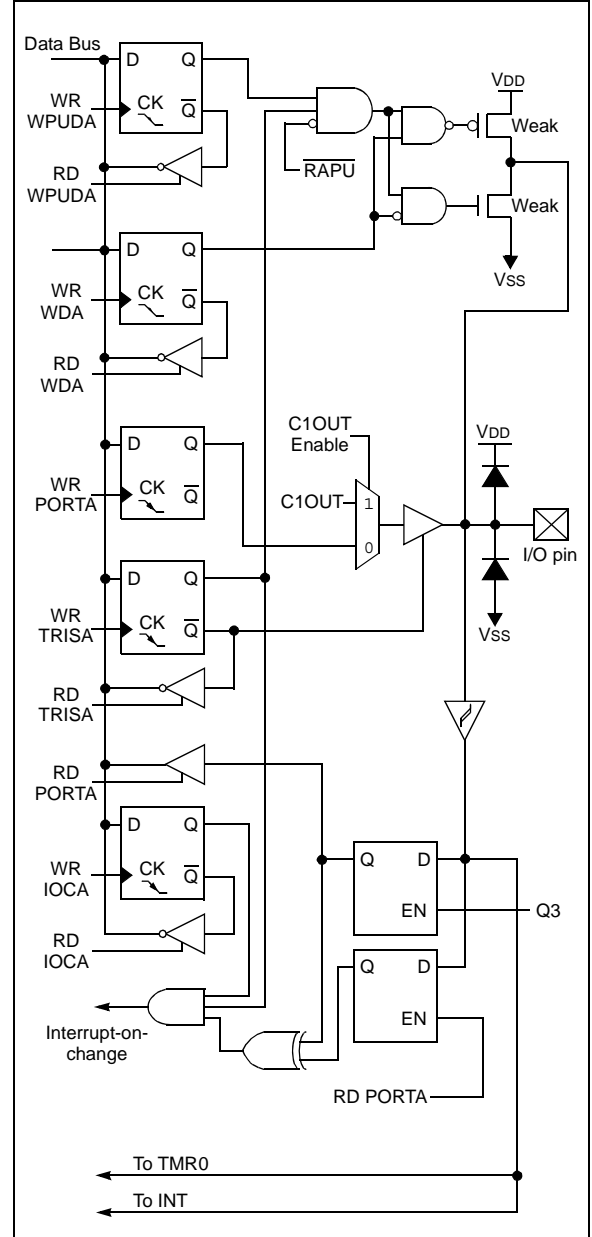 Data Bus
D Q
VDD
WR
WPUDA
CK
Q̅
Weak
R̅A̅P̅U̅
RD
WPUDA
Weak
D Q
VSS
WR
WDA
CK
Q̅
RD
WDA
C1OUT
Enable
D Q
VDD
WR
PORTA
CK
Q̅
C1OUT
1
0
I/O pin
D Q
WR
TRISA
CK
Q̅
VSS
RD
TRISA
RD
PORTA
D Q
WR
IOCA
CK
Q̅
Q D
EN
Q3
RD
IOCA
Q D
EN
Interrupt-on-
change
RD PORTA
To TMR0
To INT